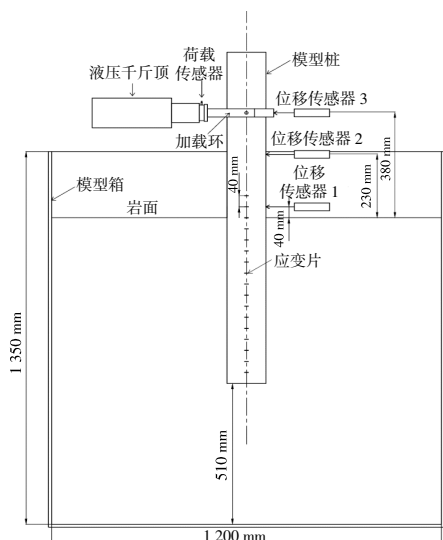 荷载
传感器
液压千斤顶
模型桩
位移传感器 3
加载环
位移传感器 2
位移
传感器 1
模型箱
40 mm
岩面
40 mm
230 mm
380 mm
应变片
1 350 mm
510 mm
1 200 mm